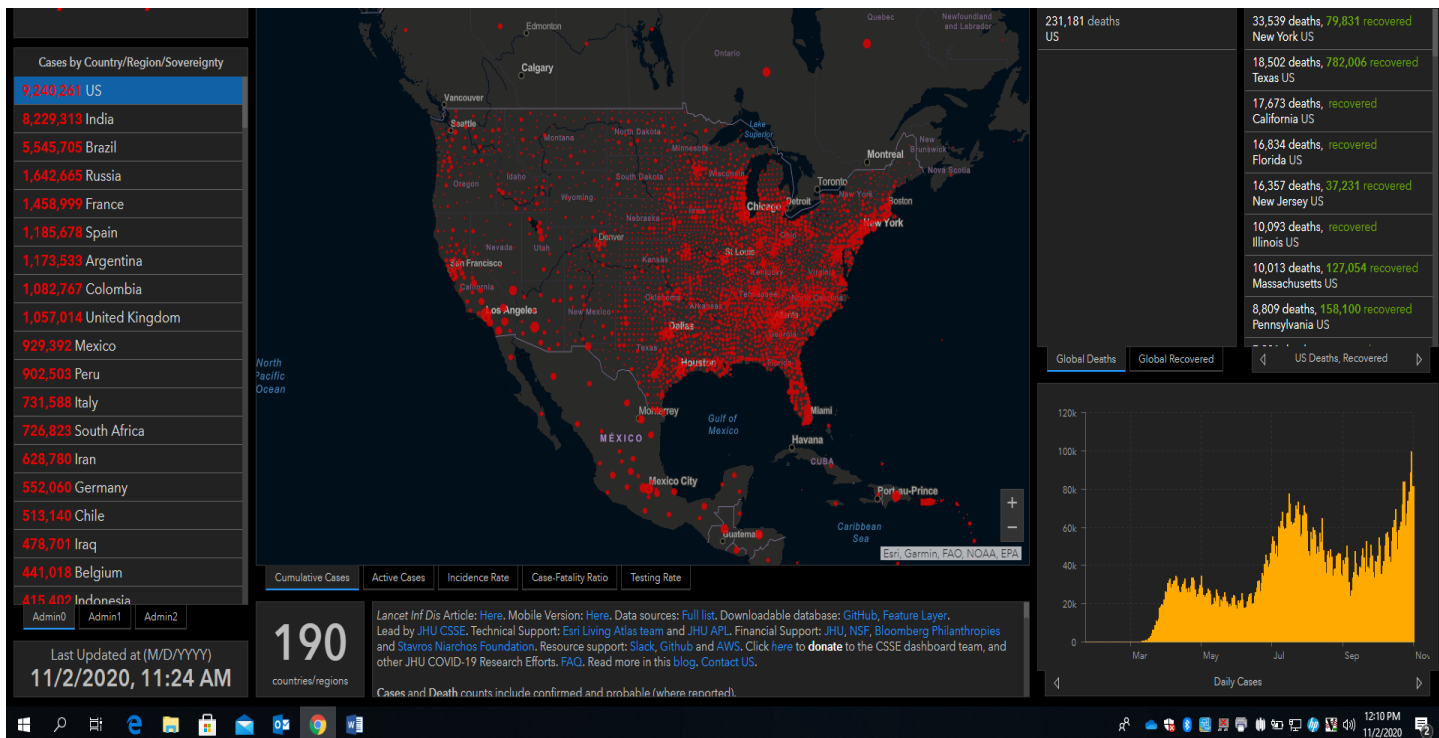 Cases by Country/Region/Sovereignty
9,240,261 US
8,229,313 India
5,545,705 Brazil
1,642,665 Russia
1,458,999 France
1,185,678 Spain
1,173,533 Argentina
1,082,767 Colombia
1,057,014 United Kingdom
929,392 Mexico
902,503 Peru
731,588 Italy
726,823 South Africa
628,780 Iran
552,060 Germany
513,140 Chile
478,701 Iraq
441,018 Belgium
415,402 Indonesia
Admin0 Admin1 Admin2
Last Updated at (M/D/YYYY)
11/2/2020, 11:24 AM
Edmonton
Quebec
Newfoundland
and Labrador
Ontario
Calgary
Vancouver
Seattle
Lake
Superior
Montana
North Dakota
Minnesota
Montreal
New
Brunswick
Nova Scotia
Oregon
Idaho
South Dakota
Wisconsin
Toronto
Wyoming
Chicago
Detroit
New York
Boston
Nebraska
Iowa
New York
Nevada
Utah
Denver
Ohio
San Francisco
Kansas
St Louis
Kentucky
Virginia
California
Los Angeles
New Mexico
Oklahoma
Arkansas
Tennessee
North Carolina
Dallas
Atlanta
Georgia
Texas
Houston
Florida
North
Pacific
Ocean
Monterrey
Gulf of
Mexico
Miami
MÉXICO
Havana
CUBA
Mexico City
Port-au-Prince
Guatemala
Caribbean
Sea
+
−
Esri, Garmin, FAO, NOAA, EPA
Cumulative Cases Active Cases Incidence Rate Case-Fatality Ratio Testing Rate
190
countries/regions
Lancet Inf Dis Article: Here. Mobile Version: Here. Data sources: Full list. Downloadable database: GitHub, Feature Layer.
Lead by JHU CSSE. Technical Support: Esri Living Atlas team and JHU APL. Financial Support: JHU, NSF, Bloomberg Philanthropies
and Stavros Niarchos Foundation. Resource support: Slack, Github and AWS. Click here to donate to the CSSE dashboard team, and
other JHU COVID-19 Research Efforts. FAQ. Read more in this blog. Contact US.
Cases and Death counts include confirmed and probable (where reported).
231,181 deaths
US
Global Deaths Global Recovered
33,539 deaths, 79,831 recovered
New York US
18,502 deaths, 782,006 recovered
Texas US
17,673 deaths, recovered
California US
16,834 deaths, recovered
Florida US
16,357 deaths, 37,231 recovered
New Jersey US
10,093 deaths, recovered
Illinois US
10,013 deaths, 127,054 recovered
Massachusetts US
8,809 deaths, 158,100 recovered
Pennsylvania US
US Deaths, Recovered
120k
100k
80k
60k
40k
20k
0
Mar May Jul Sep Nov
Daily Cases
12:10 PM
11/2/2020
2